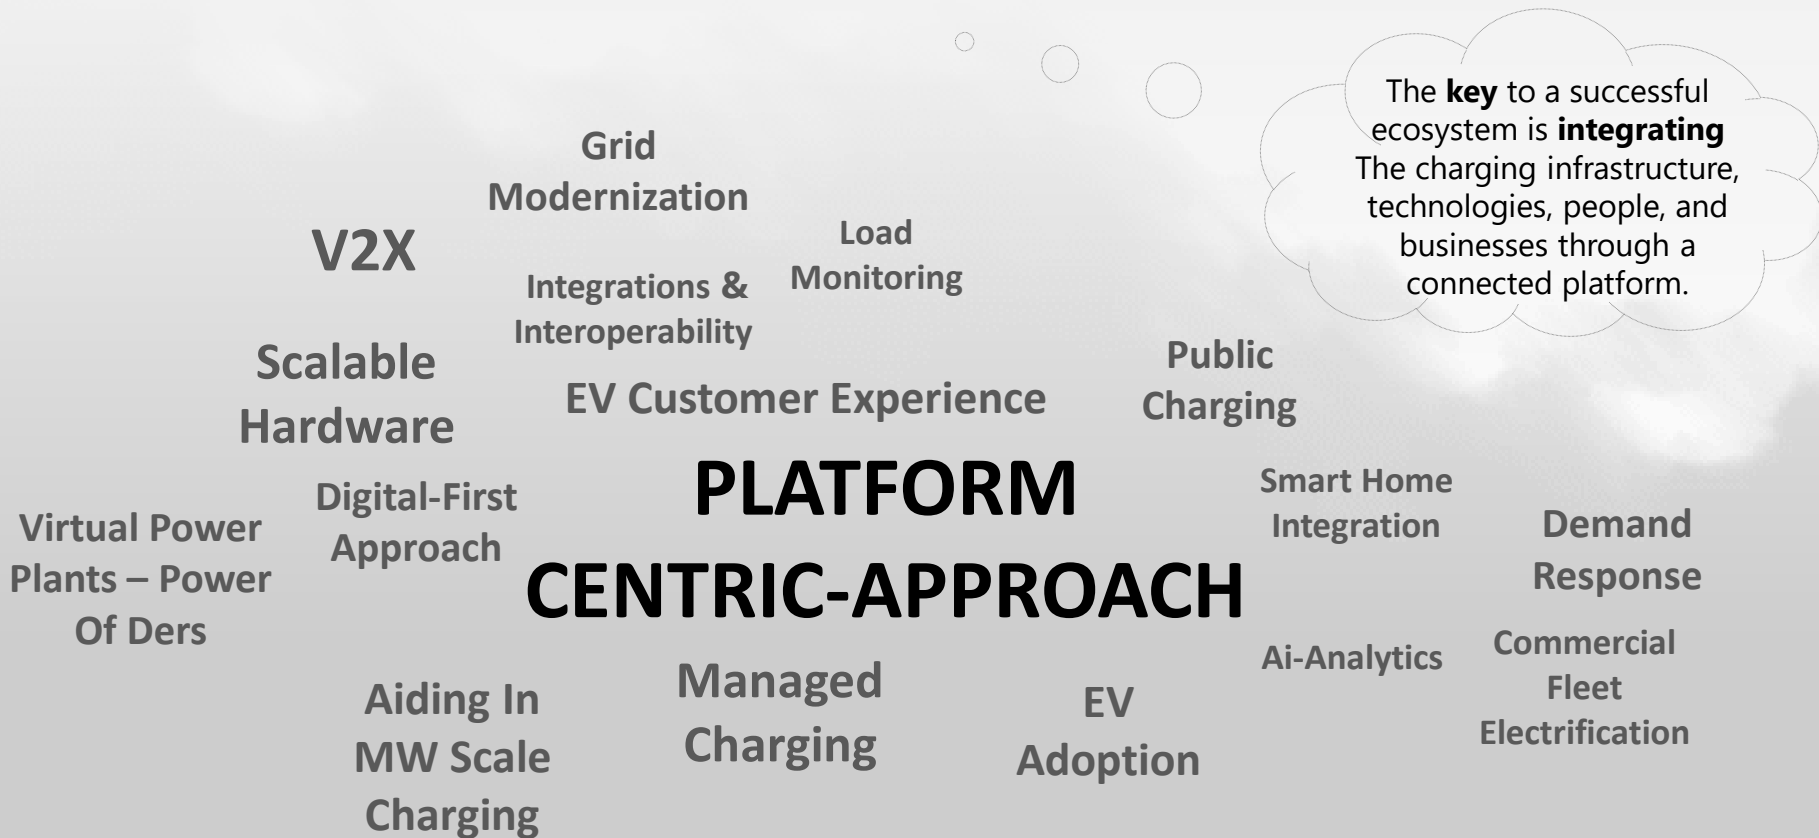 The key to a successful
ecosystem is integrating
The charging infrastructure,
technologies, people, and
businesses through a
connected platform.
Grid
Modernization
V2X
Load
Monitoring
Integrations &
Interoperability
Scalable
Hardware
EV Customer Experience
Public
Charging
PLATFORM
CENTRIC-APPROACH
Digital-First
Approach
Virtual Power
Plants – Power
Of Ders
Smart Home
Integration
Demand
Response
Ai-Analytics
Commercial
Fleet
Electrification
Aiding In
MW Scale
Charging
Managed
Charging
EV
Adoption